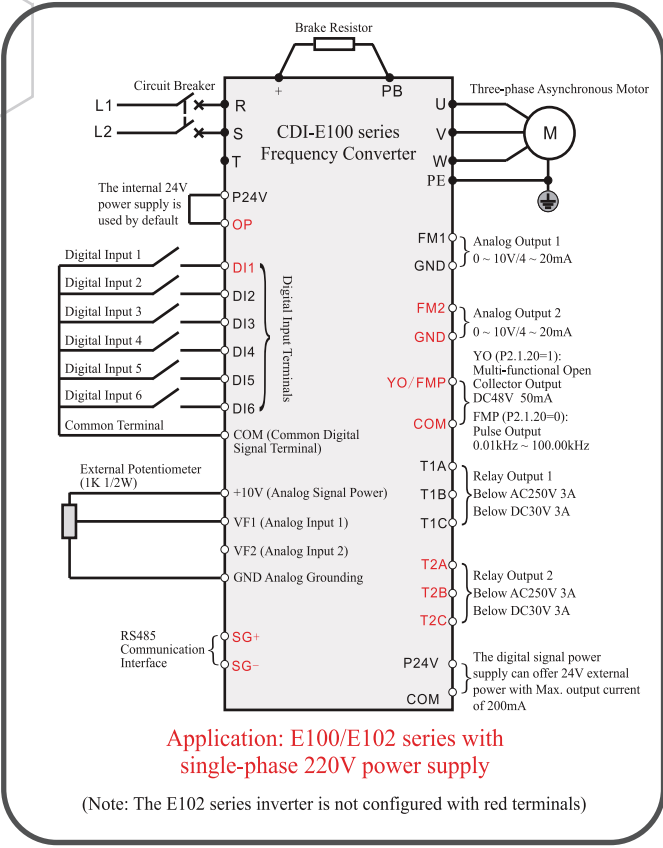 Brake Resistor
+
PB
Circuit Breaker
L1
R
L2
S
T
CDI-E100 series
Frequency Converter
Three-phase Asynchronous Motor
U
V
M
W
PE
The internal 24V
power supply is
used by default
P24V
OP
Digital Input 1
DI1
Digital Input 2
DI2
Digital Input 3
DI3
Digital Input 4
DI4
Digital Input 5
DI5
Digital Input 6
DI6
Digital Input Terminals
Common Terminal
COM (Common Digital
Signal Terminal)
External Potentiometer
(1K 1/2W)
+10V (Analog Signal Power)
VF1 (Analog Input 1)
VF2 (Analog Input 2)
GND Analog Grounding
RS485
Communication
Interface
SG+
SG−
FM1
GND
Analog Output 1
0 ~ 10V/4 ~ 20mA
FM2
GND
Analog Output 2
0 ~ 10V/4 ~ 20mA
YO/FMP
COM
YO (P2.1.20=1):
Multi-functional Open
Collector Output
DC48V 50mA
FMP (P2.1.20=0):
Pulse Output
0.01kHz ~ 100.00kHz
T1A
T1B
T1C
Relay Output 1
Below AC250V 3A
Below DC30V 3A
T2A
T2B
T2C
Relay Output 2
Below AC250V 3A
Below DC30V 3A
P24V
COM
The digital signal power
supply can offer 24V external
power with Max. output current
of 200mA
Application: E100/E102 series with
single-phase 220V power supply
(Note: The E102 series inverter is not configured with red terminals)